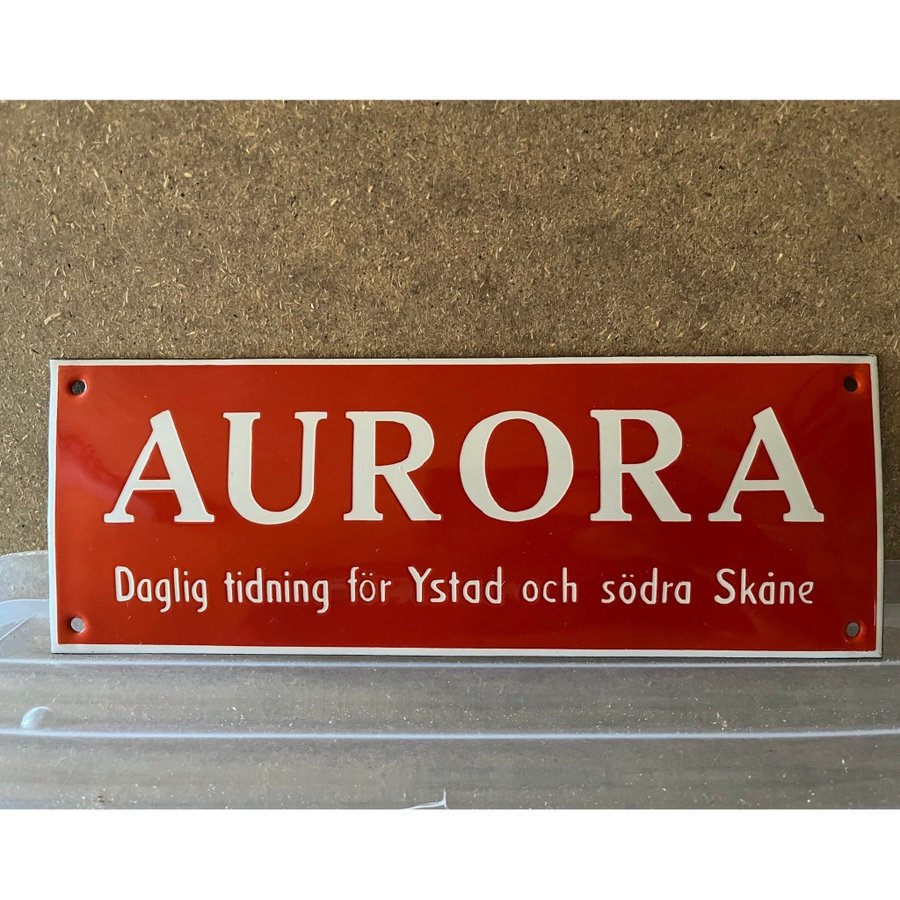 AURORA
Daglig tidning för Ystad och södra Skåne